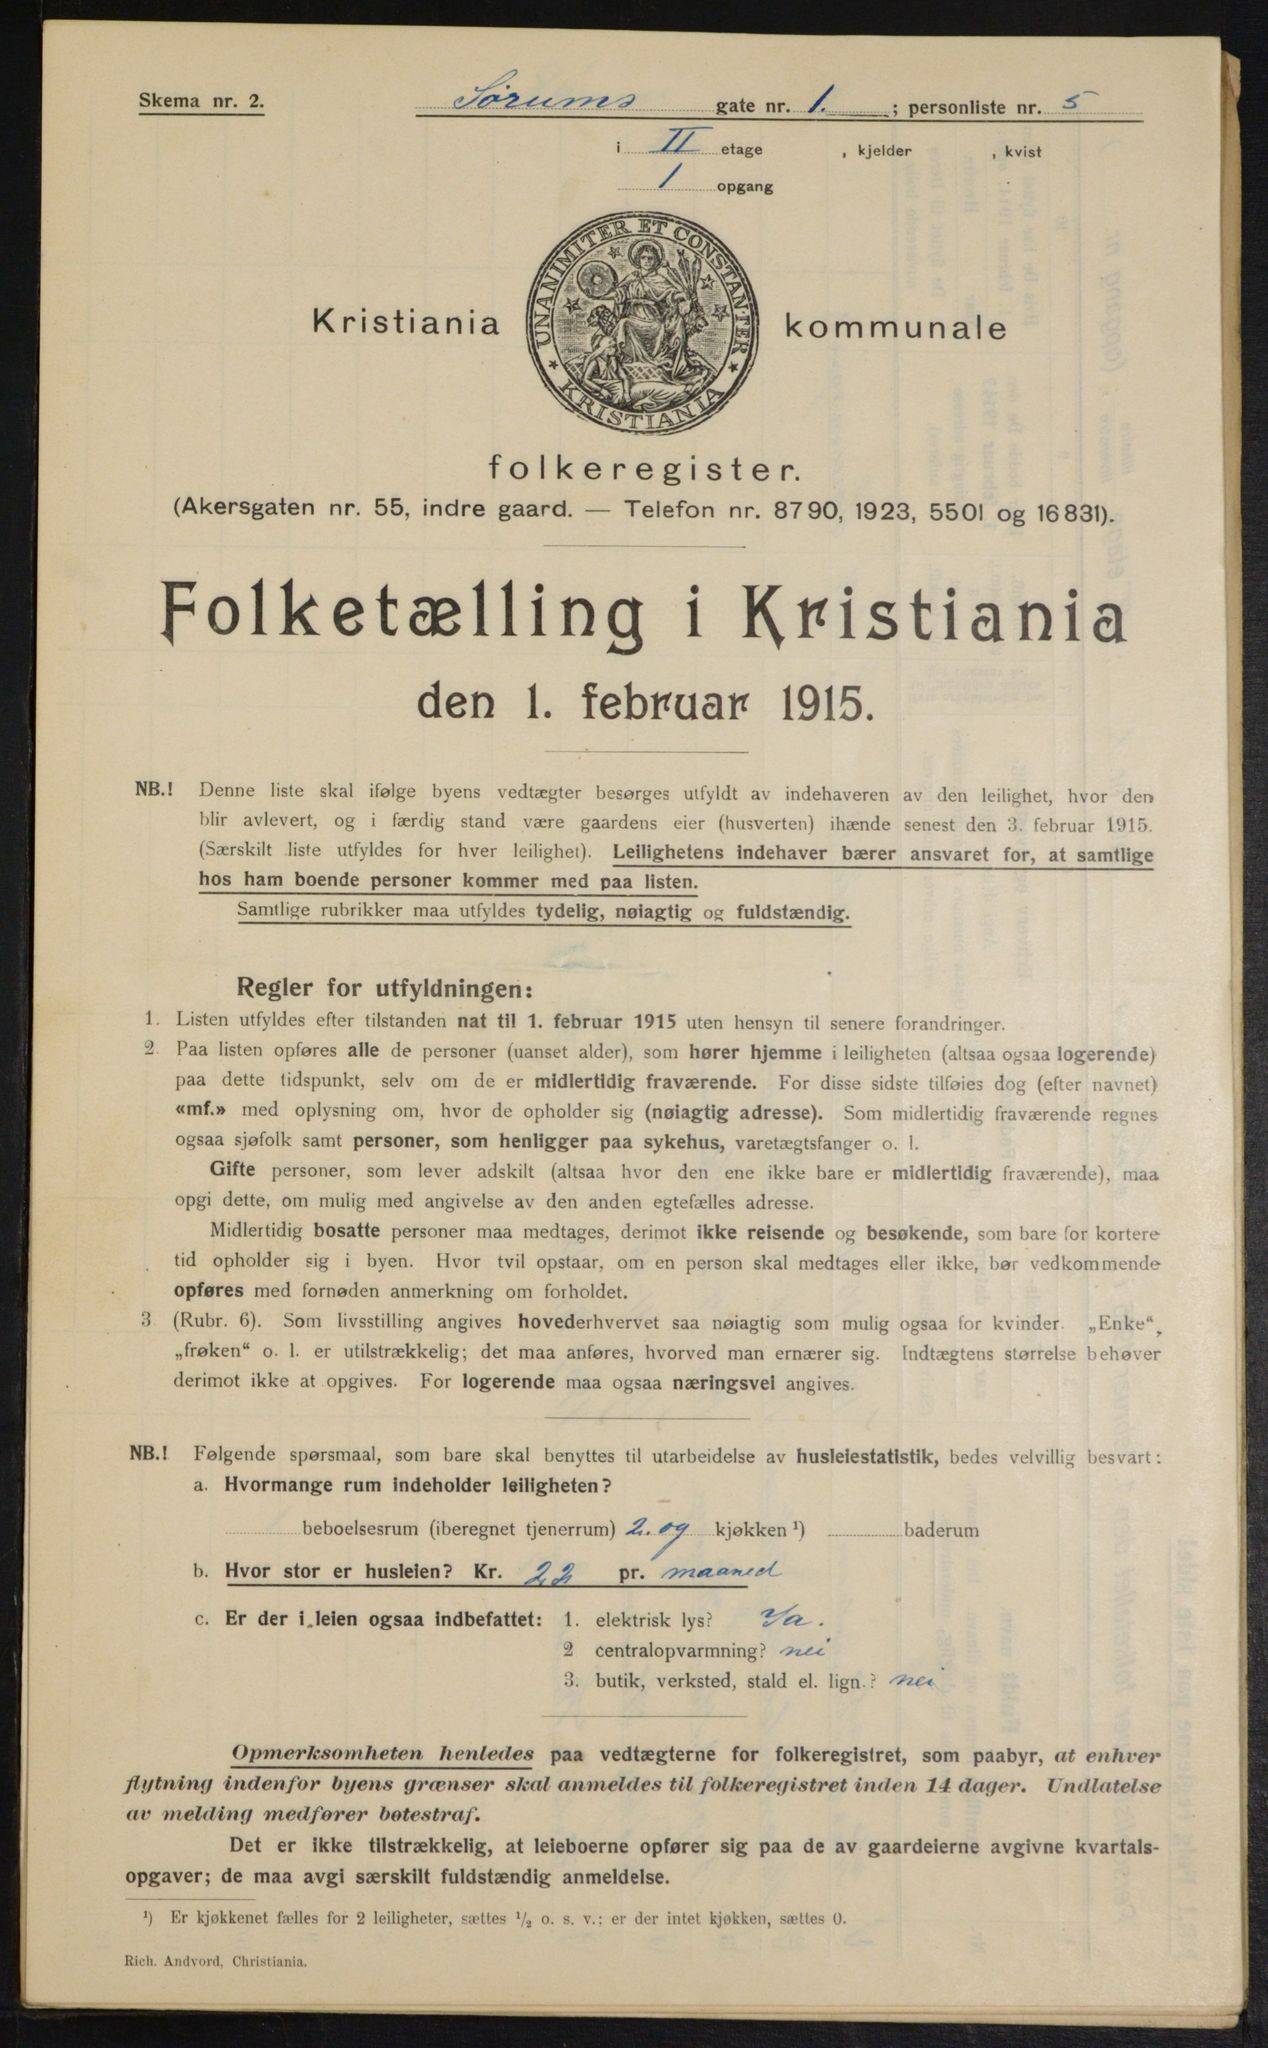 Skema nr. 2.
Sørums gate nr. 1. ; personliste nr. 5
i II etage , kjelder , kvist
1 opgang
UNANIMITER ET CONSTANTER
KRISTIANIA
Kristiania kommunale
folkeregister.
(Akersgaten nr. 55, indre gaard. — Telefon nr. 8790, 1923, 5501 og 16831).
Folketælling i Kristiania
den 1. februar 1915.
NB.! Denne liste skal ifølge byens vedtægter besørges utfyldt av indehaveren av den leilighet, hvor den
blir avlevert, og i færdig stand være gaardens eier (husverten) ihænde senest den 3. februar 1915.
(Særskilt liste utfyldes for hver leilighet). Leilighetens indehaver bærer ansvaret for, at samtlige
hos ham boende personer kommer med paa listen.
Samtlige rubrikker maa utfyldes tydelig, nøiagtig og fuldstændig.
Regler for utfyldningen:
1. Listen utfyldes efter tilstanden nat til 1. februar 1915 uten hensyn til senere forandringer.
2. Paa listen opføres alle de personer (uanset alder), som hører hjemme i leiligheten (altsaa ogsaa logerende)
paa dette tidspunkt, selv om de er midlertidig fraværende. For disse sidste tilføies dog (efter navnet)
«mf.» med oplysning om, hvor de opholder sig (nøiagtig adresse). Som midlertidig fraværende regnes
ogsaa sjøfolk samt personer, som henligger paa sykehus, varetægtsfanger o. l.
Gifte personer, som lever adskilt (altsaa hvor den ene ikke bare er midlertidig fraværende), maa
opgi dette, om mulig med angivelse av den anden egtefælles adresse.
Midlertidig bosatte personer maa medtages, derimot ikke reisende og besøkende, som bare for kortere
tid opholder sig i byen. Hvor tvil opstaar, om en person skal medtages eller ikke, bør vedkommende
opføres med fornøden anmerkning om forholdet.
3 (Rubr. 6). Som livsstilling angives hovederhvervet saa nøiagtig som mulig ogsaa for kvinder. „Enke“,
„frøken“ o. l. er utilstrækkelig; det maa anføres, hvorved man ernærer sig. Indtægtens størrelse behøver
derimot ikke at opgives. For logerende maa ogsaa næringsvei angives.
NB.! Følgende spørsmaal, som bare skal benyttes til utarbeidelse av husleiestatistik, bedes velvillig besvart:
a. Hvormange rum indeholder leiligheten?
beboelsesrum (iberegnet tjenerrum) 2. og kjøkken ¹) baderum
b. Hvor stor er husleien? Kr. 22 pr. maaned
c. Er der i leien ogsaa indbefattet: 1. elektrisk lys? Ja.
2 centralopvarmning? nei
3. butik, verksted, stald el. lign.? nei
Opmerksomheten henledes paa vedtægterne for folkeregistret, som paabyr, at enhver
flytning indenfor byens grænser skal anmeldes til folkeregistret inden 14 dager. Undlatelse
av melding medfører bøtestraf.
Det er ikke tilstrækkelig, at leieboerne opfører sig paa de av gaardeierne avgivne kvartals-
opgaver; de maa avgi særskilt fuldstændig anmeldelse.
¹) Er kjøkkenet fælles for 2 leiligheter, sættes ½ o. s. v.; er der intet kjøkken, sættes 0.
Rich. Andvord, Christiania.